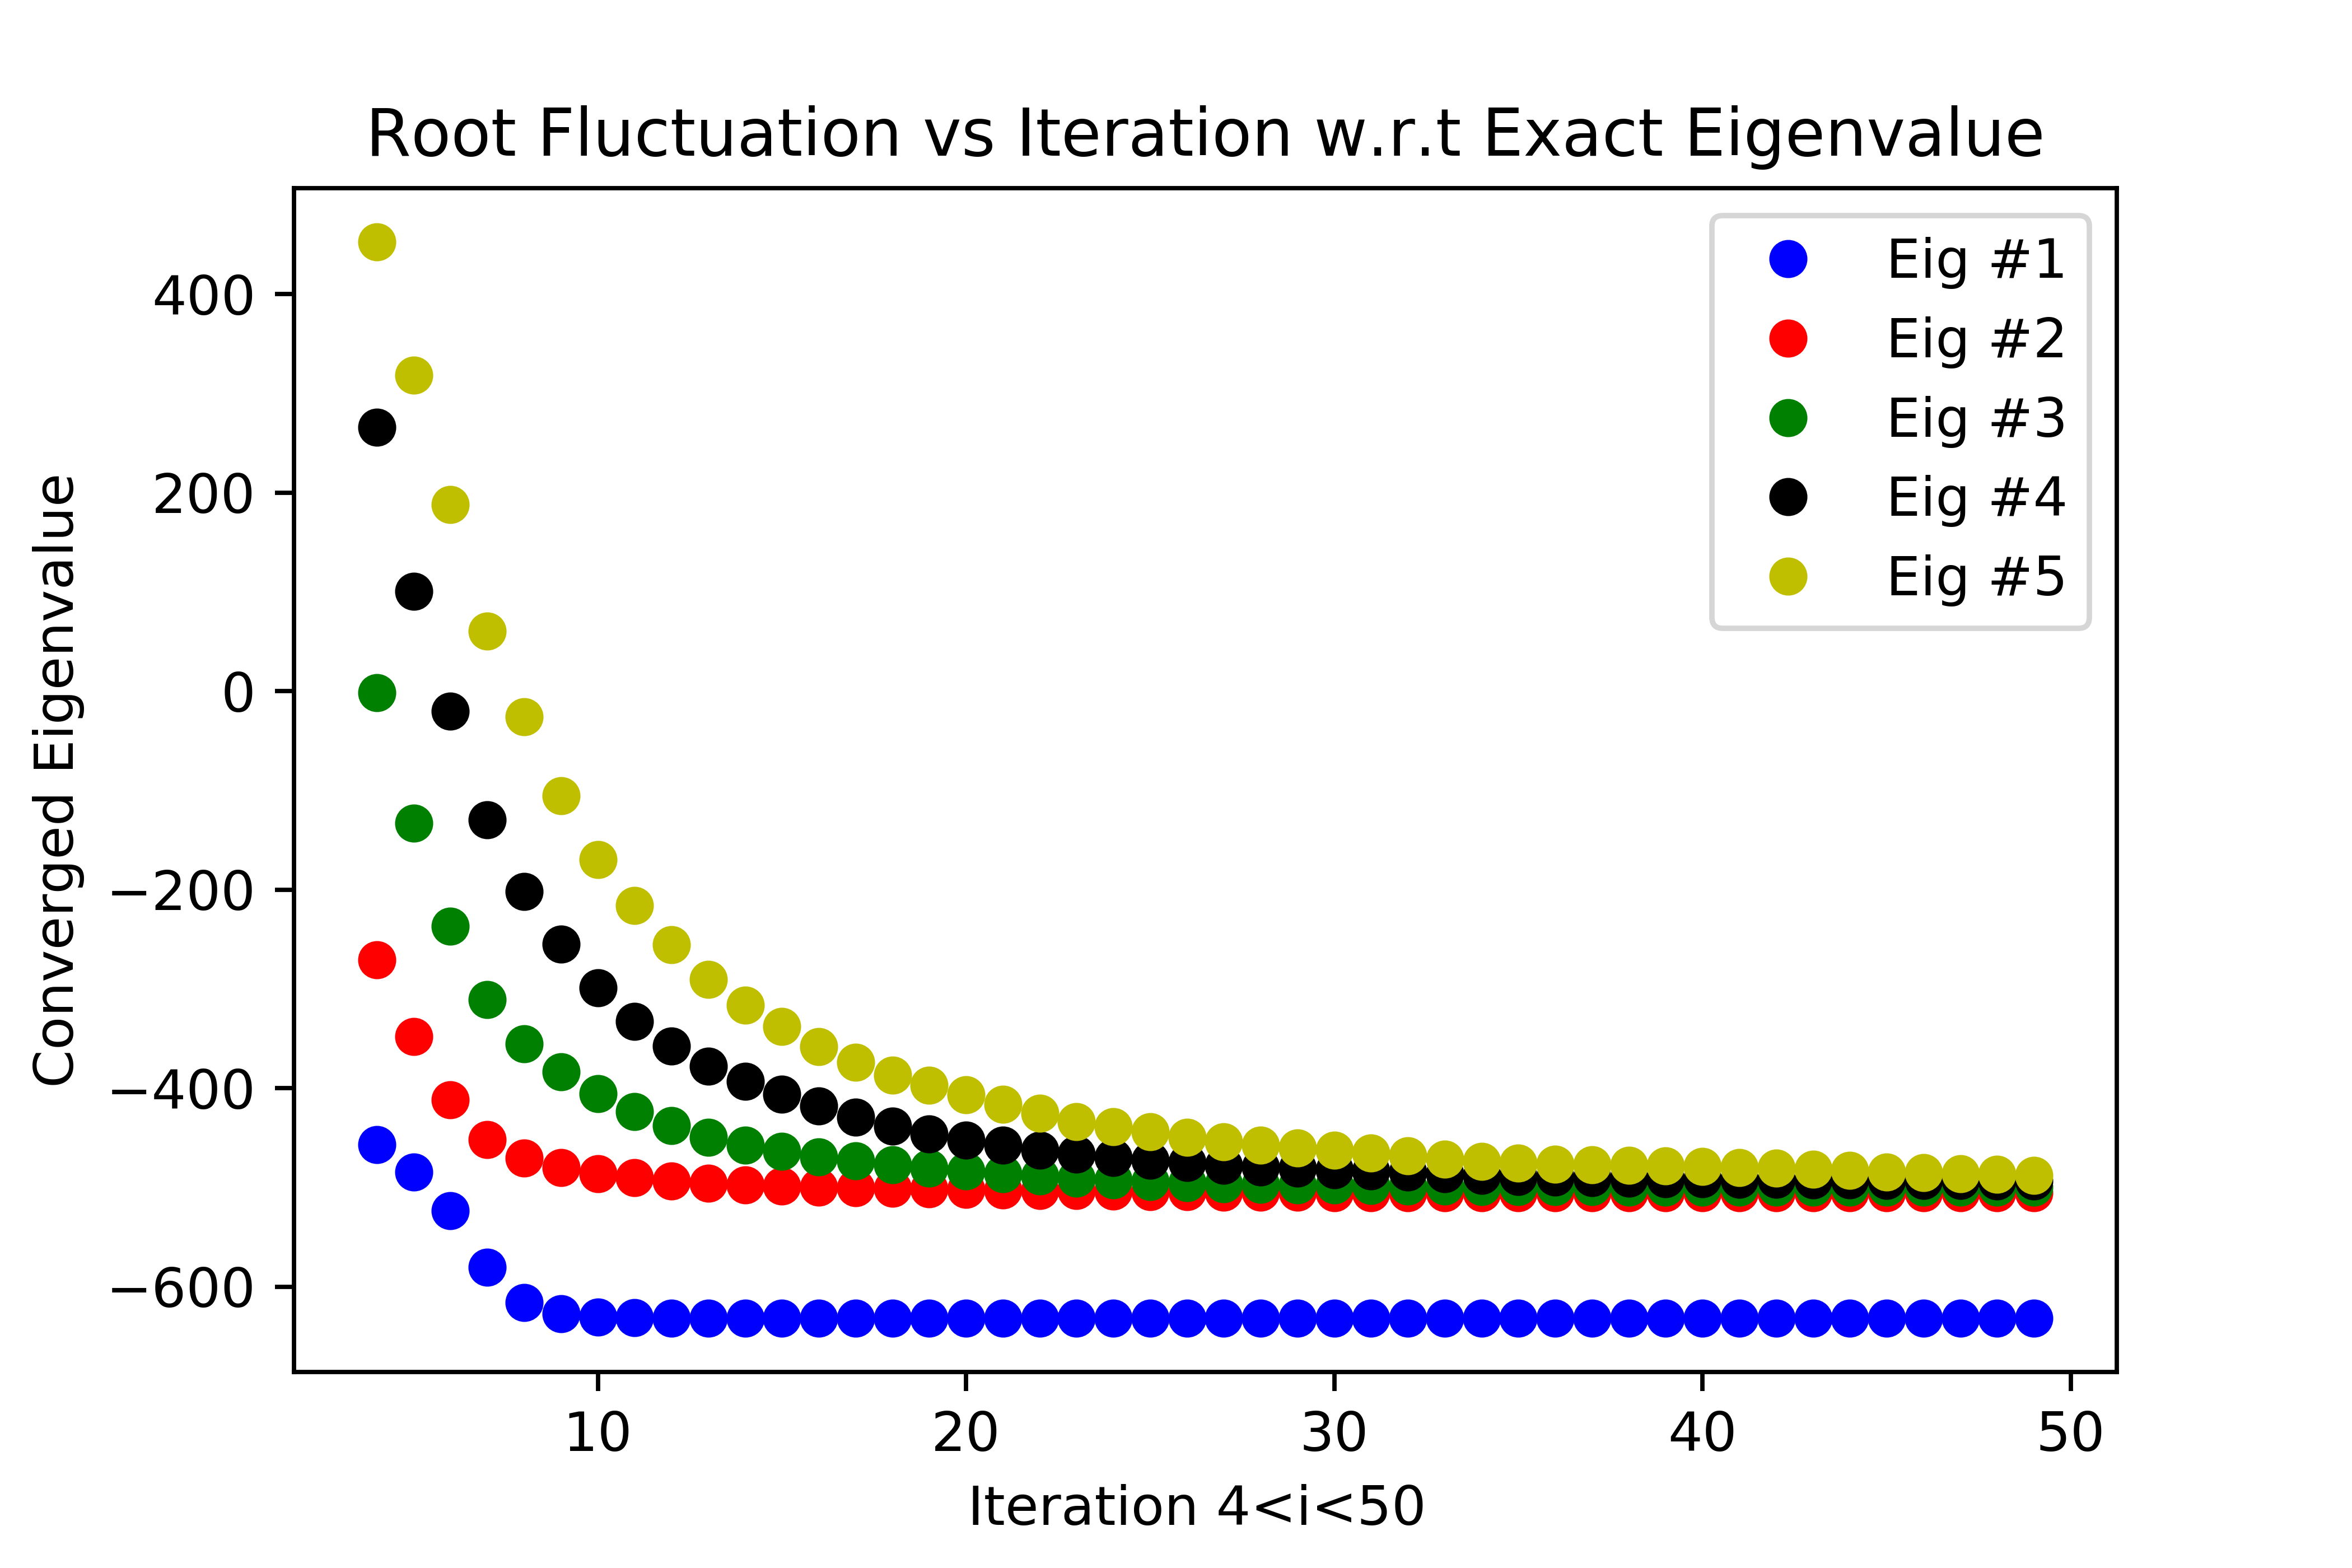 Root Fluctuation vs Iteration w.r.t Exact Eigenvalue
Converged Eigenvalue
400
200
0
−200
−400
−600
Eig #1
Eig #2
Eig #3
Eig #4
Eig #5
10 20 30 40 50
Iteration 4<i<50